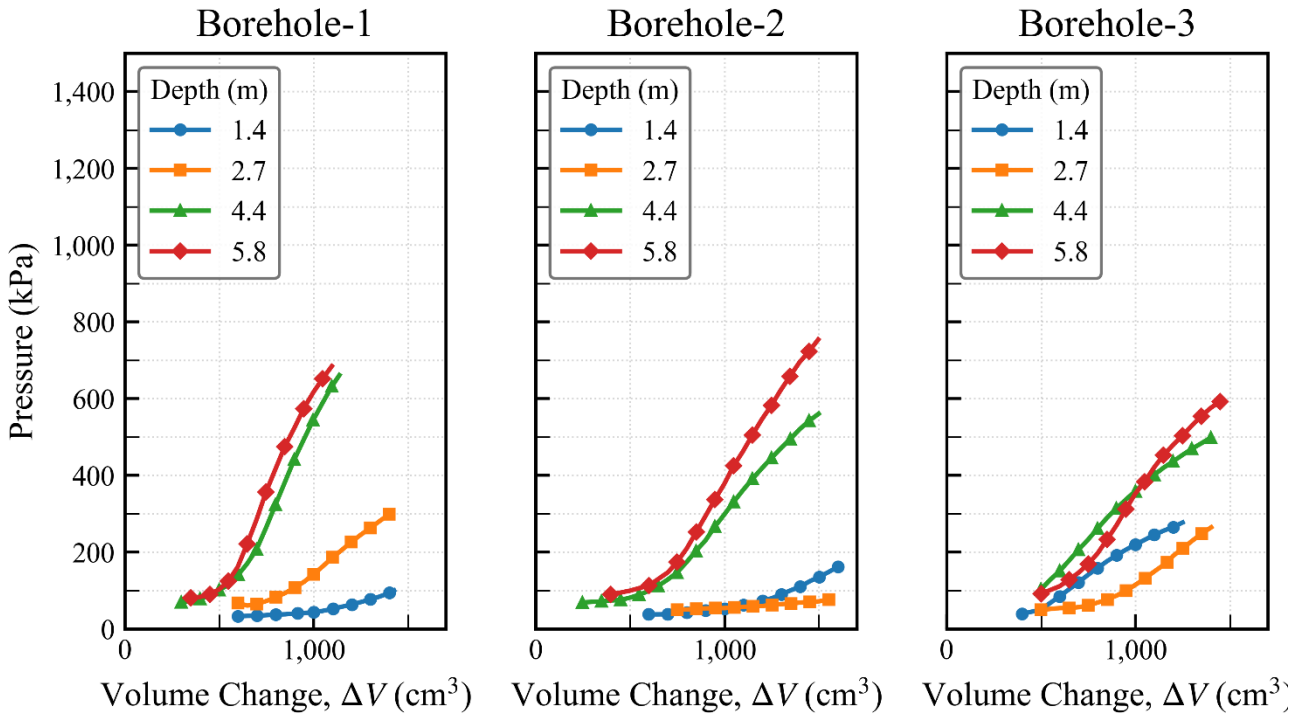 Borehole-1
Borehole-2
Borehole-3
Pressure (kPa)
1,400
1,200
1,000
800
600
400
200
0
Depth (m)
1.4
2.7
4.4
5.8
Depth (m)
1.4
2.7
4.4
5.8
Depth (m)
1.4
2.7
4.4
5.8
0 1,000
0 1,000
0 1,000
Volume Change, ΔV (cm³)
Volume Change, ΔV (cm³)
Volume Change, ΔV (cm³)